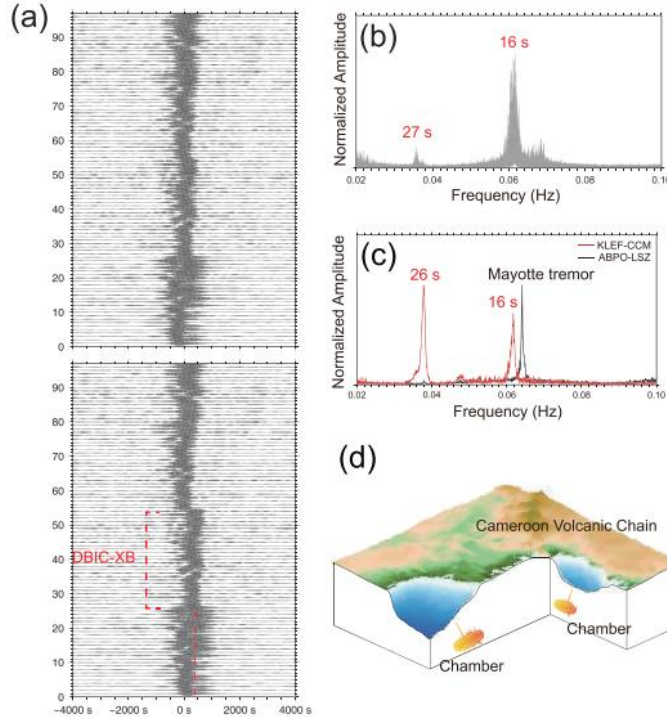 (a)
90
80
70
60
50
40
30
20
10
0
90
80
70
60
50
DBIC-XB
40
30
20
10
0
−4000 s −2000 s 0 s 2000 s 4000 s
(b)
Normalized Amplitude
16 s
27 s
0.02 0.04 0.06 0.08 0.10
Frequency (Hz)
(c)
Normalized Amplitude
KLEF-CCM
ABPO-LSZ
26 s
Mayotte tremor
16 s
0.02 0.04 0.06 0.08 0.10
Frequency (Hz)
(d)
Cameroon Volcanic Chain
Chamber
Chamber